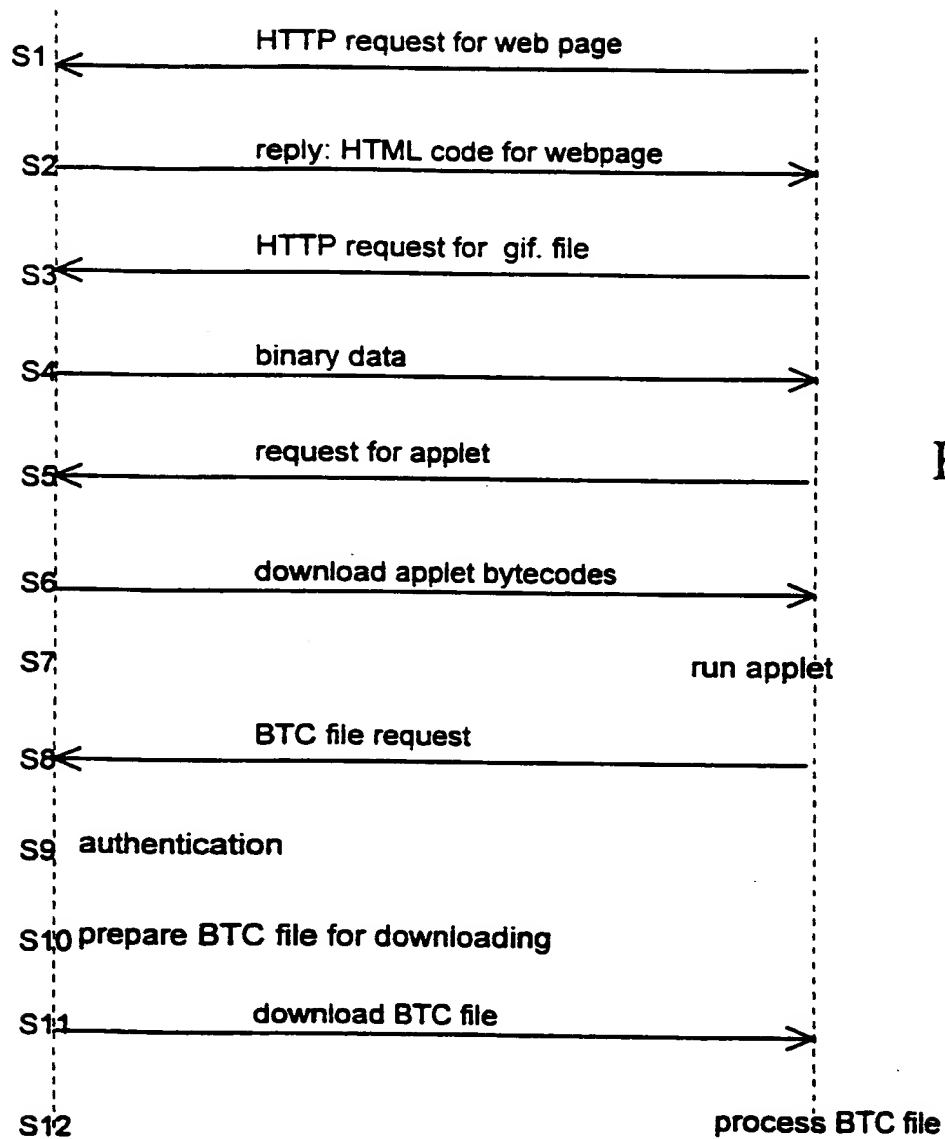 S1 HTTP request for web page
S2 reply: HTML code for webpage
S3 HTTP request for gif. file
S4 binary data
S5 request for applet
S6 download applet bytecodes
S7 run applet
S8 BTC file request
S9 authentication
S10 prepare BTC file for downloading
S11 download BTC file
S12 process BTC file